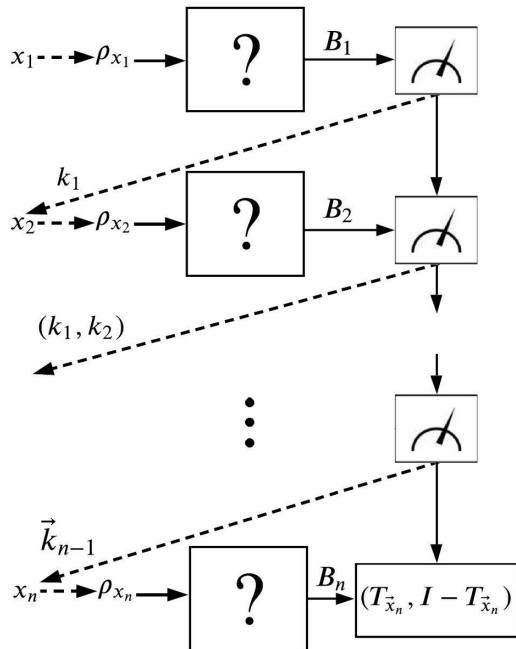 x₁ ρ_{x₁} ? B₁
k₁
x₂ ρ_{x₂} ? B₂
(k₁, k₂)
⋮
k⃗_{n−1}
x_n ρ_{x_n} ? B_n (T_{x⃗_n}, I − T_{x⃗_n})